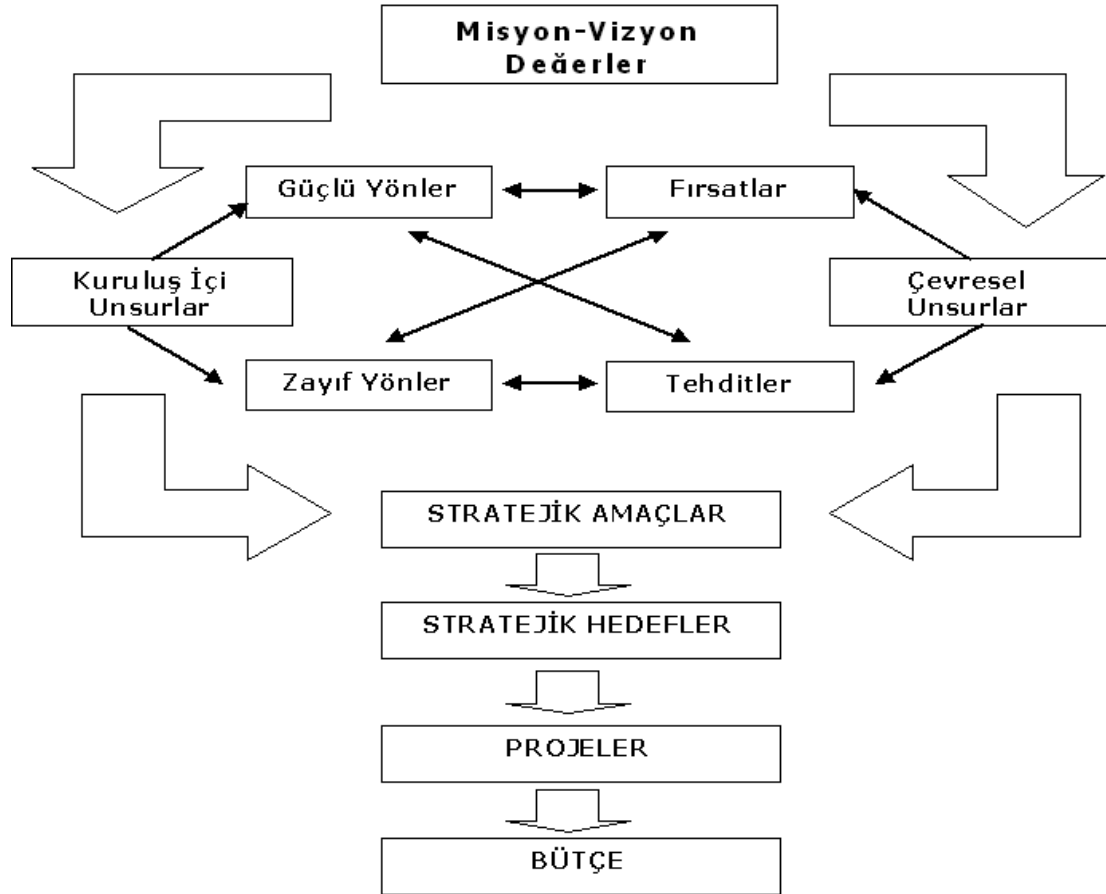 Misyon-Vizyon
Değerler
Güçlü Yönler
Fırsatlar
Kuruluş İçi
Unsurlar
Çevresel
Unsurlar
Zayıf Yönler
Tehditler
STRATEJİK AMAÇLAR
STRATEJİK HEDEFLER
PROJELER
BÜTÇE